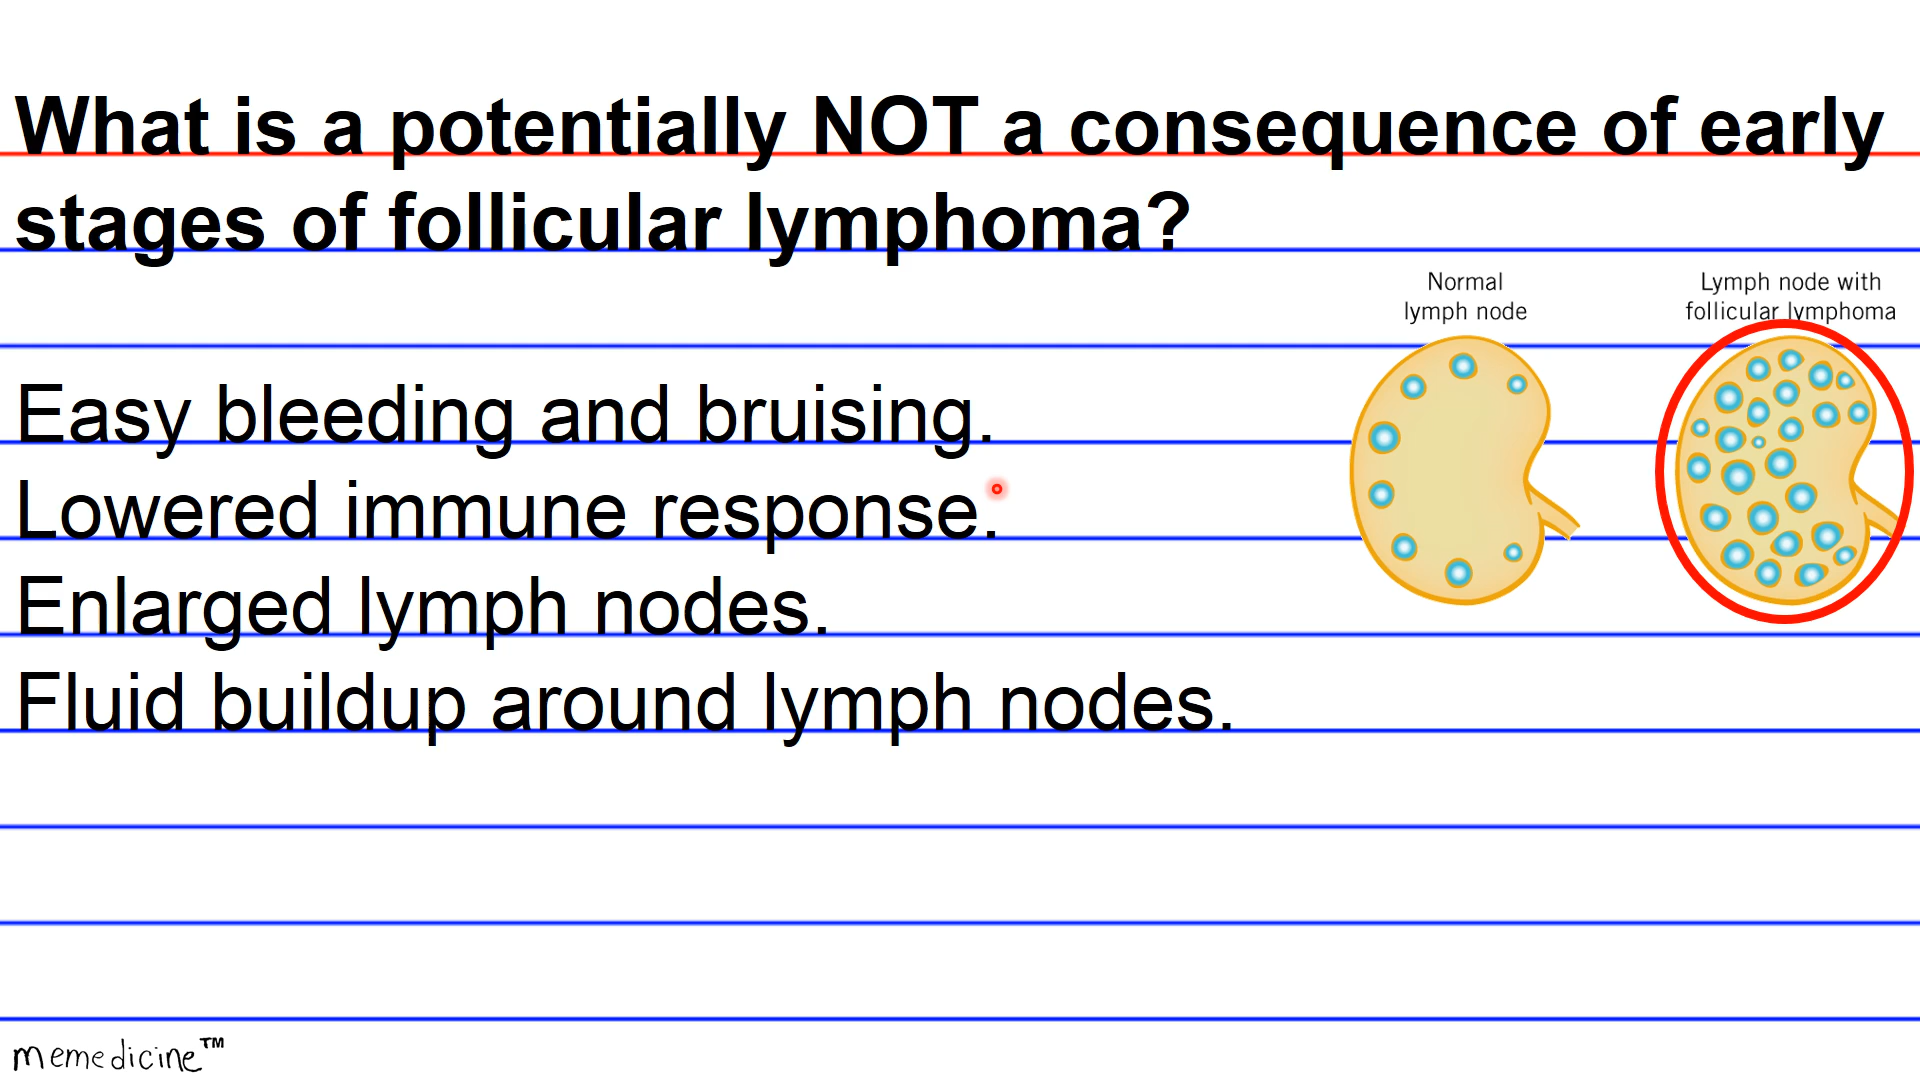 What is a potentially NOT a consequence of early
stages of follicular lymphoma?
Normal
lymph node
Lymph node with
follicular lymphoma
Easy bleeding and bruising.
Lowered immune response.
Enlarged lymph nodes.
Fluid buildup around lymph nodes.
memedicine™